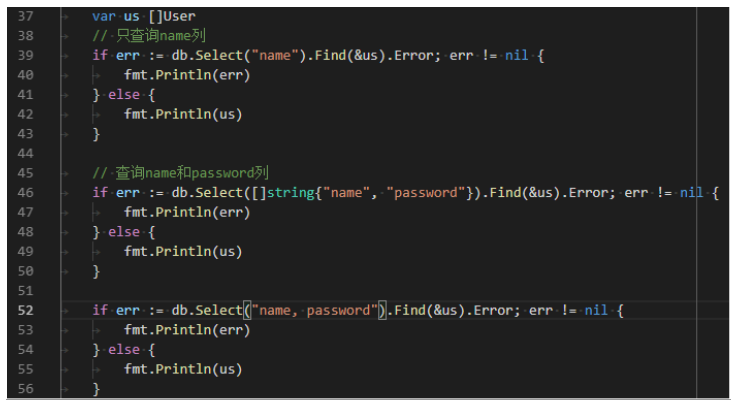 37 var us []User
38 // 只查询name列
39 if err := db.Select("name").Find(&us).Error; err != nil {
40 fmt.Println(err)
41 } else {
42 fmt.Println(us)
43 }
44
45 // 查询name和password列
46 if err := db.Select([]string{"name", "password"}).Find(&us).Error; err != nil {
47 fmt.Println(err)
48 } else {
49 fmt.Println(us)
50 }
51
52 if err := db.Select("name, password").Find(&us).Error; err != nil {
53 fmt.Println(err)
54 } else {
55 fmt.Println(us)
56 }